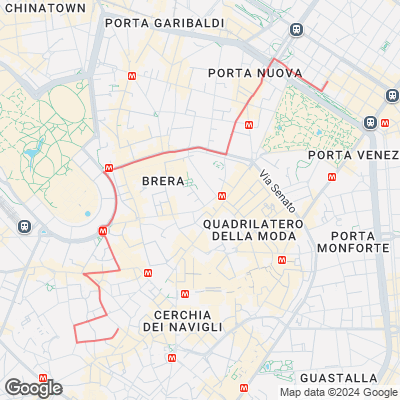 CHINATOWN
PORTA GARIBALDI
PORTA NUOVA
M
M
M
M
PORTA VENEZ
BRERA
Via Senato
M
M
M
QUADRILATERO
DELLA MODA
PORTA
MONFORTE
M
M
M
CERCHIA
DEI NAVIGLI
M
M
M
GUASTALLA
Google
Map data ©2024 Google